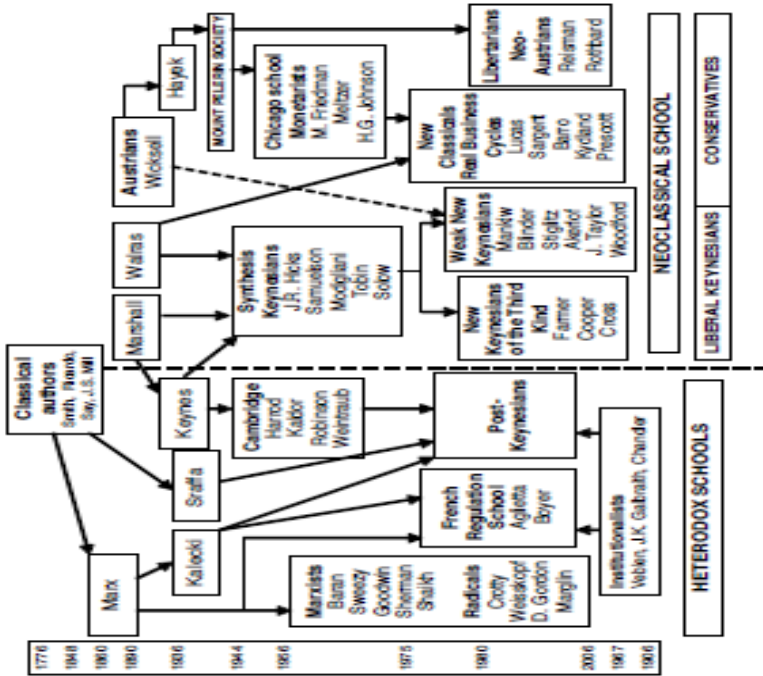 1776
1848
1860
1890
1936
1944
1956
1975
1980
2006
1967
1906
Classical
authors
Smith, Ricardo,
Say, J.S. Mill
Marx
Marshall
Walras
Austrians
Wicksell
Hayek
MOUNT PELERIN SOCIETY
Kalecki
Sraffa
Keynes
Cambridge
Harrod
Kaldor
Robinson
Weintraub
Synthesis
Keynesians
J.R. Hicks
Samuelson
Modigliani
Tobin
Solow
Chicago school
Monetarists
M. Friedman
Meltzer
H.G. Johnson
Marxists
Baran
Sweezy
Goodwin
Sherman
Shaikh
Radicals
Crotty
Weisskopf
D. Gordon
Marglin
French
Regulation
School
Aglietta
Boyer
Post-
Keynesians
New
Keynesians
of the Third
Kind
Farmer
Cooper
Cross
Weak New
Keynesians
Mankiw
Blinder
Stiglitz
Akerlof
J. Taylor
Woodford
New
Classicals
Real Business
Cycles
Lucas
Sargent
Barro
Kydland
Prescott
Libertarians
Neo-
Austrians
Reisman
Rothbard
Institutionalists
Veblen, J.K. Galbraith, Chandler
HETERODOX SCHOOLS
NEOCLASSICAL SCHOOL
LIBERAL KEYNESIANS
CONSERVATIVES